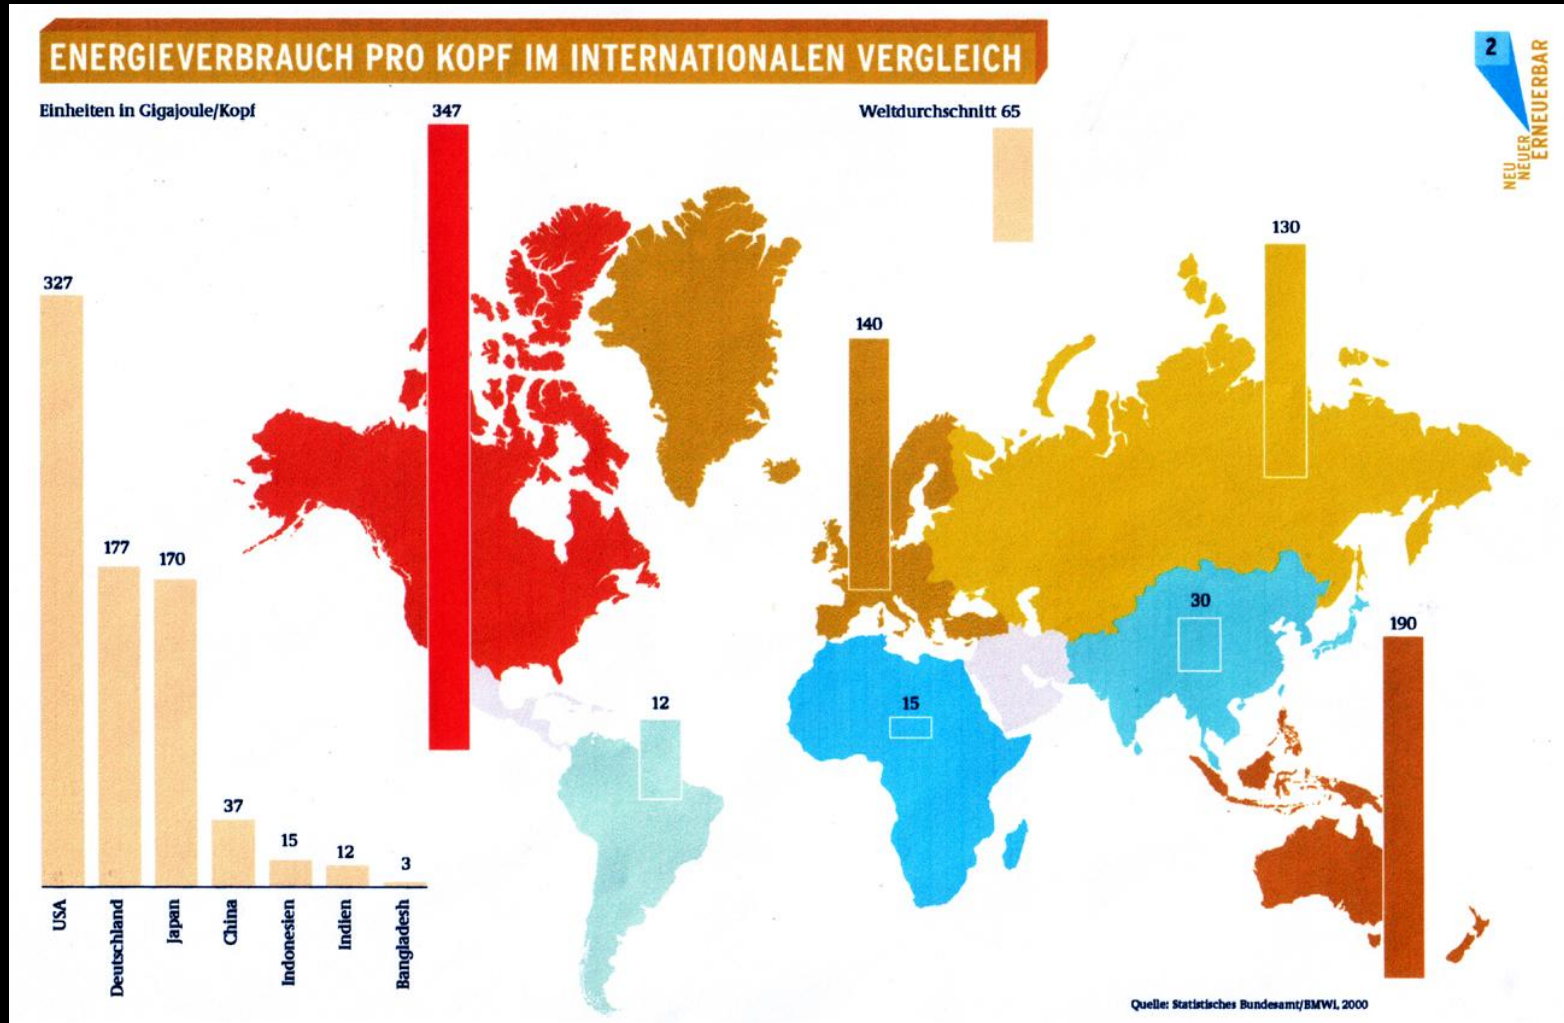 ENERGIEVERBRAUCH PRO KOPF IM INTERNATIONALEN VERGLEICH
2
NEU
NEUER
ERNEUERBAR
Einheiten in Gigajoule/Kopf
347
Weltdurchschnitt 65
130
327
140
177
170
30
190
12
15
37
15
12
3
USA
Deutschland
Japan
China
Indonesien
Indien
Bangladesh
Quelle: Statistisches Bundesamt/BMWi, 2000